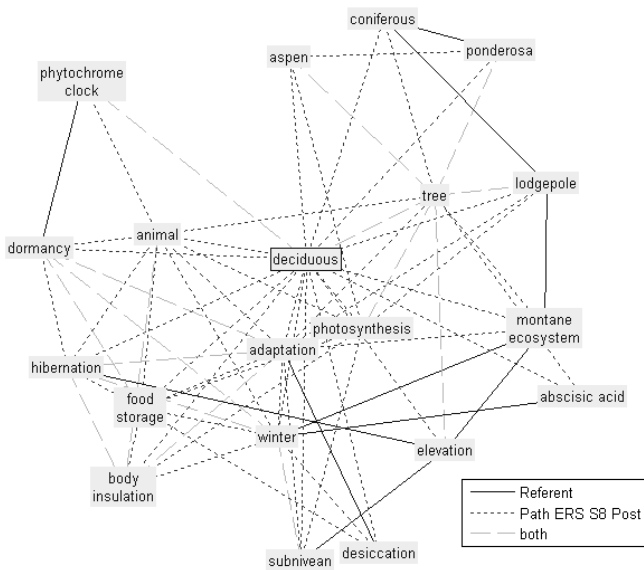 coniferous
aspen
ponderosa
phytochrome
clock
tree
lodgepole
dormancy
animal
deciduous
photosynthesis
montane
ecosystem
adaptation
hibernation
food
storage
abscisic acid
winter
elevation
body
insulation
subnivean
desiccation
Referent
Path ERS S8 Post
both